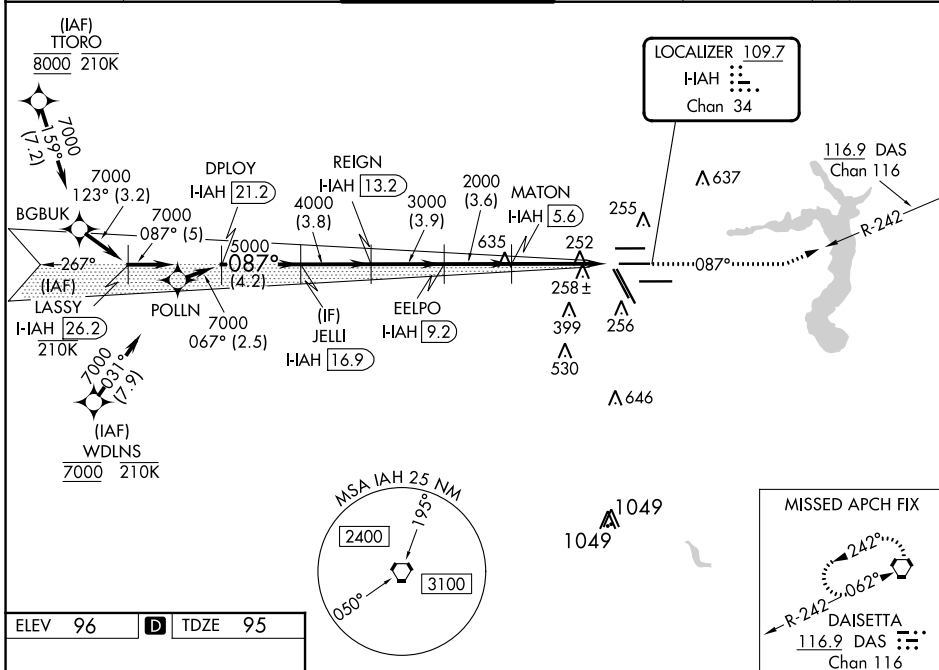 (IAF)
TTORO
8000 210K
7000
159°
(7.2)
7000
123° (3.2)
BGBUK
7000
087° (5)
DPLOY
I-IAH 21.2
REIGN
I-IAH 13.2
4000
(3.8)
3000
(3.9)
2000
(3.6)
MATON
I-IAH 5.6
LOCALIZER 109.7
I-IAH
Chan 34
637
116.9 DAS
Chan 116
R-242
255
635
252
258±
256
399
530
646
087°
5000
087°
(4.2)
267°
(IAF)
LASSY
I-IAH 26.2
210K
POLLN
7000
067° (2.5)
(IF)
JELLI
I-IAH 16.9
EELPO
I-IAH 9.2
7000
031°
(7.9)
(IAF)
WDLNS
7000 210K
MSA IAH 25 NM
195°
2400
3100
050°
1049
1049
MISSED APCH FIX
242°
062°
R-242
DAISETTA
116.9 DAS
Chan 116
ELEV 96 D TDZE 95